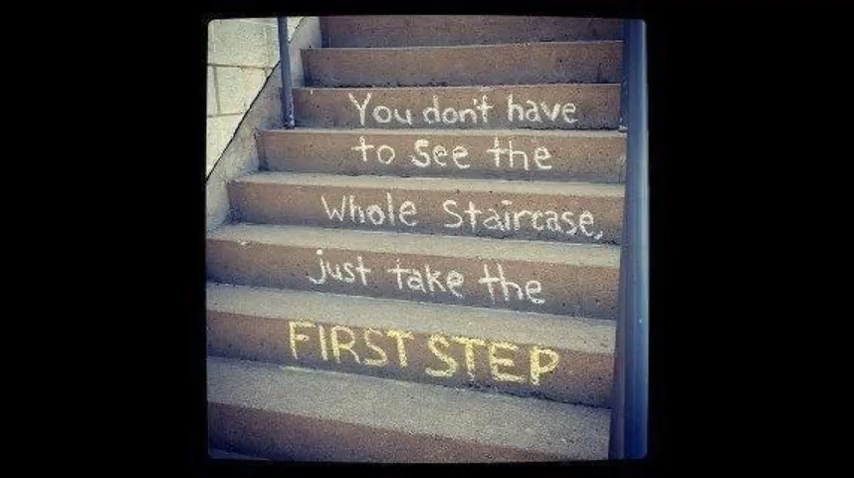 You don't have
to see the
whole staircase,
just take the
FIRST STEP